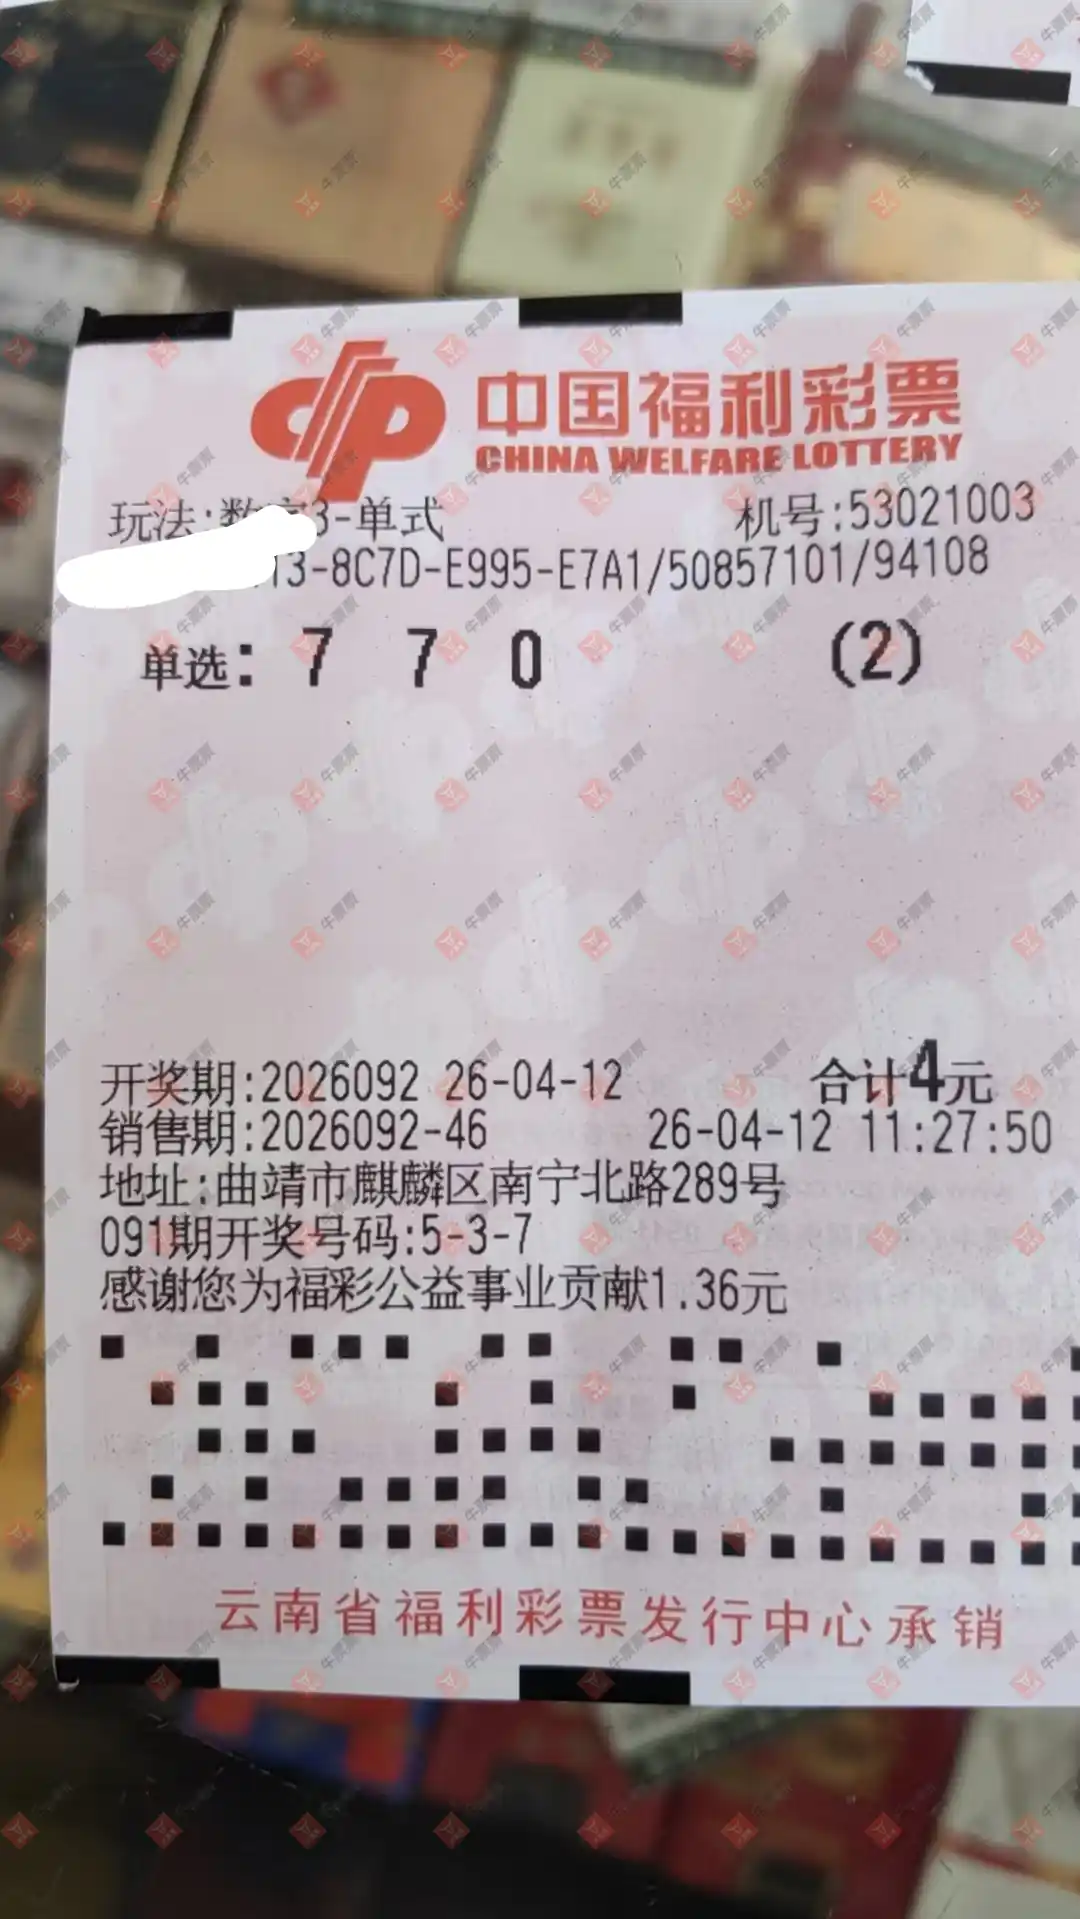 中国福利彩票
CHINA WELFARE LOTTERY
玩法:数字3-单式 机号:53021003
13-8C7D-E995-E7A1/50857101/94108
单选: 7 7 0 (2)
开奖期:2026092 26-04-12 合计4元
销售期:2026092-46 26-04-12 11:27:50
地址:曲靖市麒麟区南宁北路289号
091期开奖号码:5-3-7
感谢您为福彩公益事业贡献1.36元
云南省福利彩票发行中心承销
牛票票